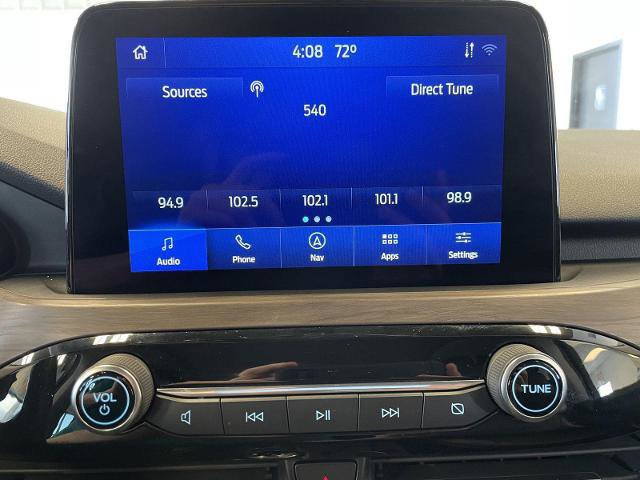 4:08 72°
Sources Direct Tune
540
94.9 102.5 102.1 101.1 98.9
Audio Phone Nav Apps Settings
VOL TUNE